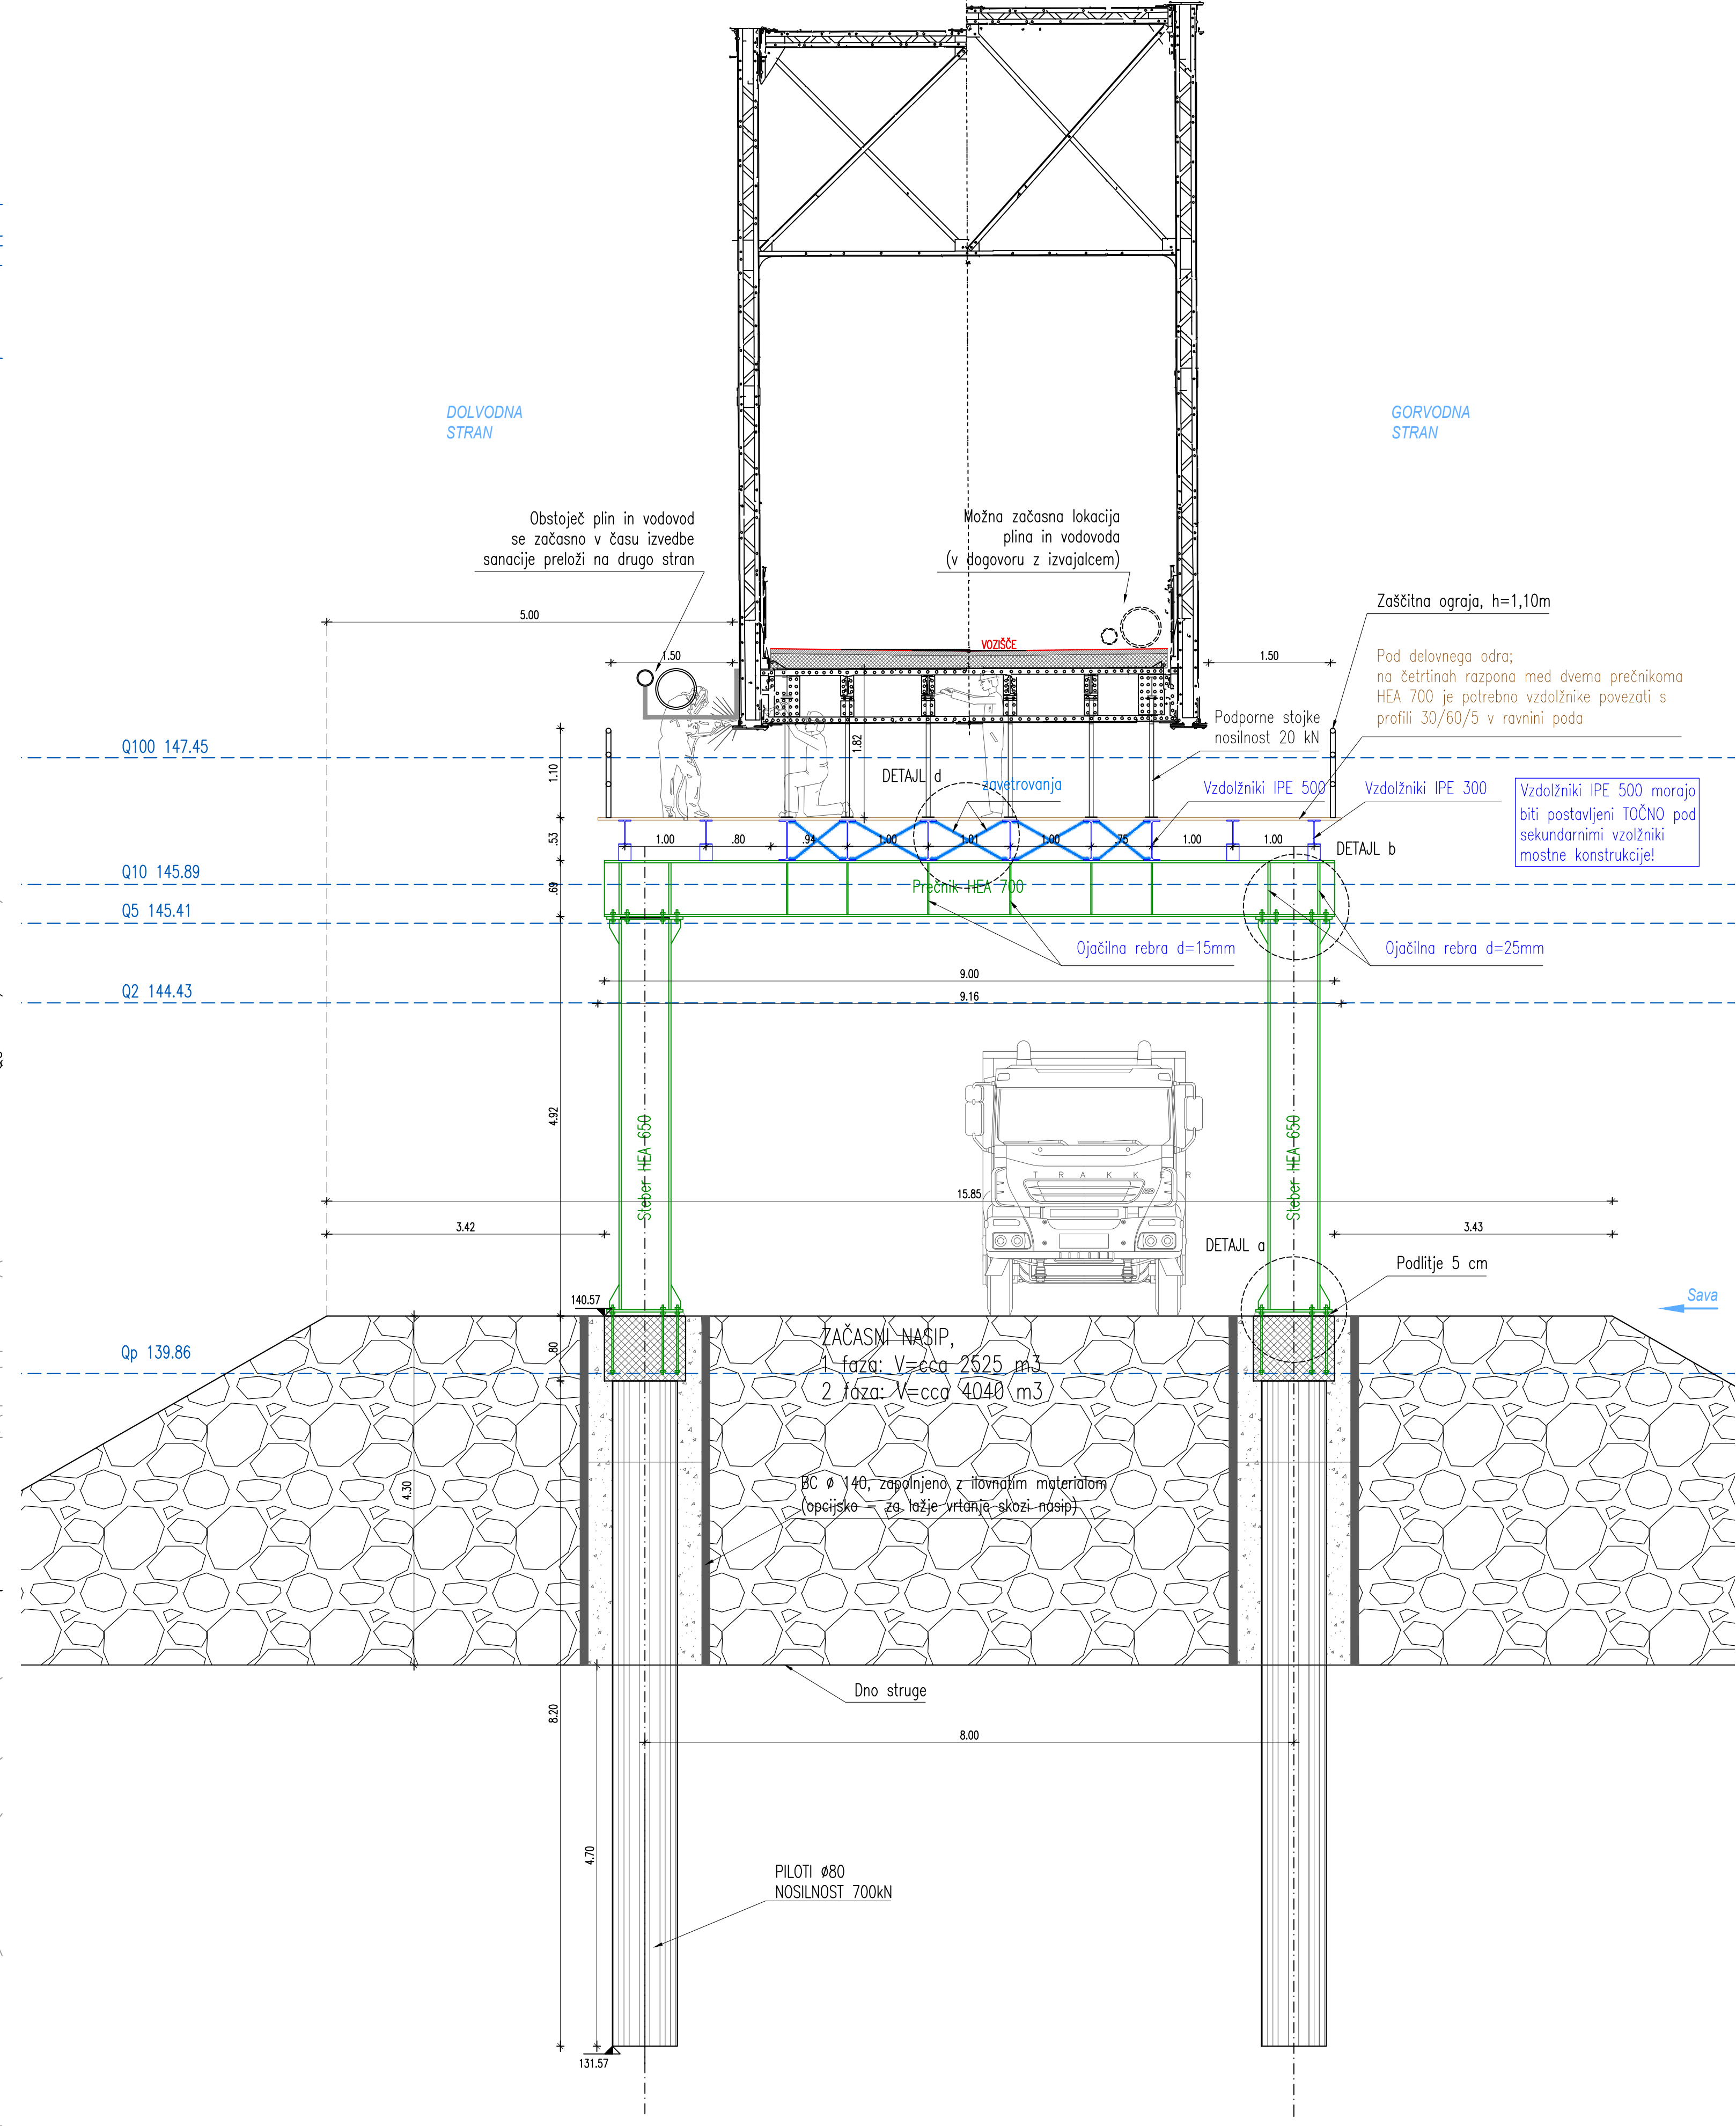 DOLVODNA
STRAN
GORVODNA
STRAN
Obstoječ plin in vodovod
se začasno v času izvedbe
sanacije preloži na drugo stran
Možna začasna lokacija
plina in vodovoda
(v dogovoru z izvajalcem)
Zaščitna ograja, h=1,10m
5.00
VOZIŠČE
1.50
1.50
Pod delovnega odra;
na četrtinah razpona med dvema prečnikoma
HEA 700 je potrebno vzdolžnike povezati s
profili 30/60/5 v ravnini poda
Podporne stojke
nosilnost 20 kN
Q100 147.45
1.10
1.82
DETAJL d
zavetrovanja
Vzdolžniki IPE 500
Vzdolžniki IPE 300
Vzdolžniki IPE 500 morajo
biti postavljeni TOČNO pod
sekundarnimi vzolžniki
mostne konstrukcije!
.53
1.00
.80
.94
1.00
1.01
1.00
.75
1.00
1.00
DETAJL b
Q10 145.89
.69
Prečnik HEA 700
Q5 145.41
Ojačilna rebra d=15mm
Ojačilna rebra d=25mm
9.00
Q2 144.43
9.16
4.92
Steber HEA 650
Steber HEA 650
T R A K K E R
15.85
3.42
3.43
DETAJL a
Podlitje 5 cm
Sava
140.57
ZAČASNI NASIP,
1 faza: V=cca 2525 m3
2 faza: V=cca 4040 m3
Qp 139.86
.80
4.30
BC ø 140, zapolnjeno z ilovnatim materialom
(opcijsko – za lažje vrtanje skozi nasip)
Dno struge
8.20
8.00
4.70
PILOTI ø80
NOSILNOST 700kN
131.57